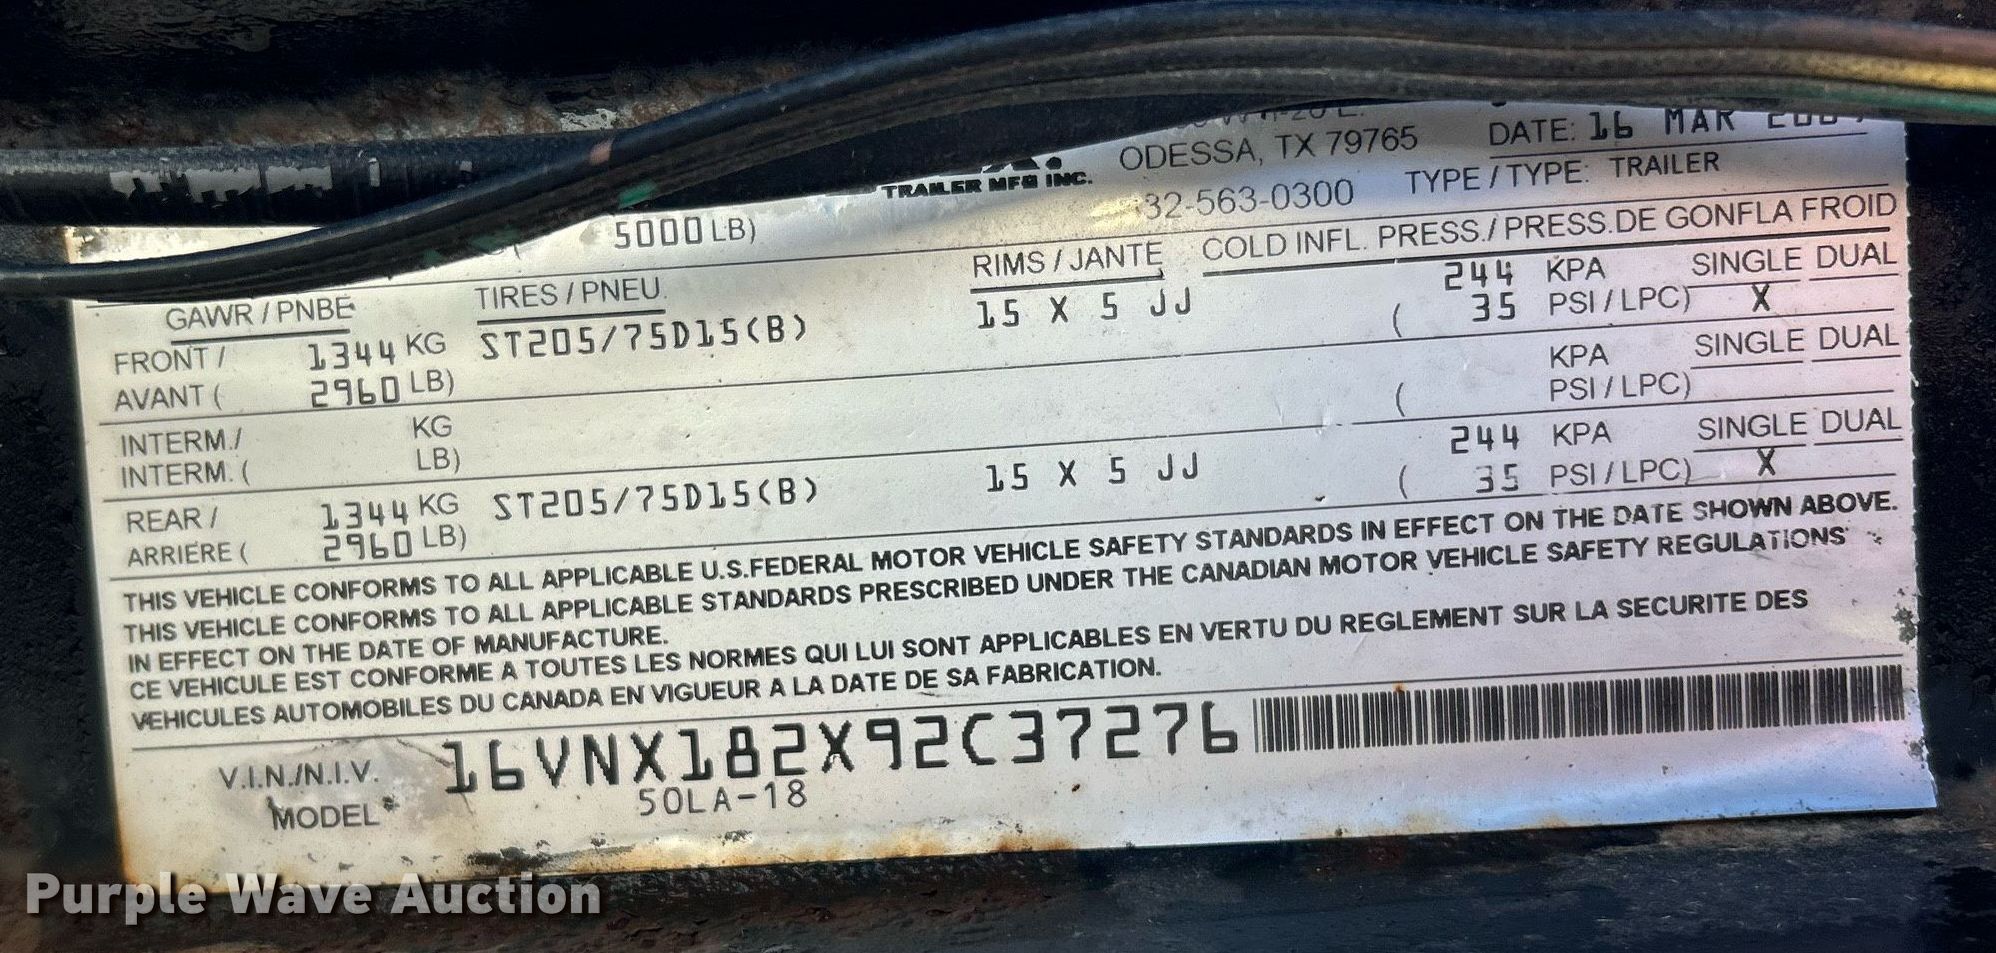 TRAILER MFG INC.
ODESSA, TX 79765
DATE: 16 MAR
32-563-0300
TYPE / TYPE: TRAILER
5000 LB)
GAWR / PNBE TIRES / PNEU RIMS / JANTE COLD INFL. PRESS. / PRESS.DE GONFLA FROID
FRONT / 1344 KG ST205/75D15(B) 15 X 5 JJ 244 KPA SINGLE DUAL
AVANT ( 2960 LB) ( 35 PSI / LPC) X
INTERM./ KG KPA SINGLE DUAL
INTERM. ( LB) ( PSI / LPC)
REAR / 1344 KG ST205/75D15(B) 15 X 5 JJ 244 KPA SINGLE DUAL
ARRIERE ( 2960 LB) ( 35 PSI / LPC) X
THIS VEHICLE CONFORMS TO ALL APPLICABLE U.S.FEDERAL MOTOR VEHICLE SAFETY STANDARDS IN EFFECT ON THE DATE SHOWN ABOVE.
THIS VEHICLE CONFORMS TO ALL APPLICABLE STANDARDS PRESCRIBED UNDER THE CANADIAN MOTOR VEHICLE SAFETY REGULATIONS
IN EFFECT ON THE DATE OF MANUFACTURE.
CE VEHICULE EST CONFORME A TOUTES LES NORMES QUI LUI SONT APPLICABLES EN VERTU DU REGLEMENT SUR LA SECURITE DES
VEHICULES AUTOMOBILES DU CANADA EN VIGUEUR A LA DATE DE SA FABRICATION.
V.I.N./N.I.V. 16VNX182X92C37276
MODEL# 50LA-18
Purple Wave Auction